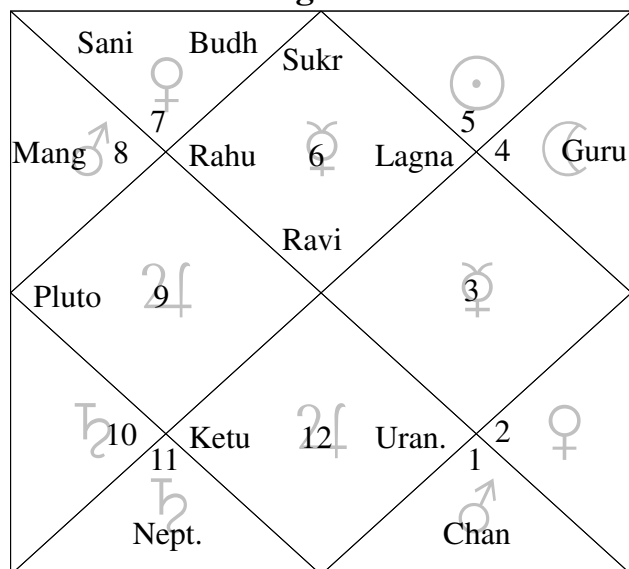 Sani Budh
Sukr
7 5
Mang 8 Rahu 6 Lagna 4 Guru
Ravi
Pluto 9 3
10 Ketu 12 Uran. 2
11 1
Nept. Chan